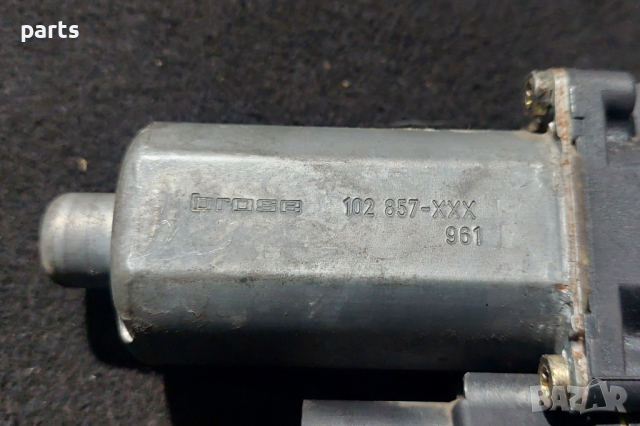 parts
brose 102 857-XXX
961
BAZAR